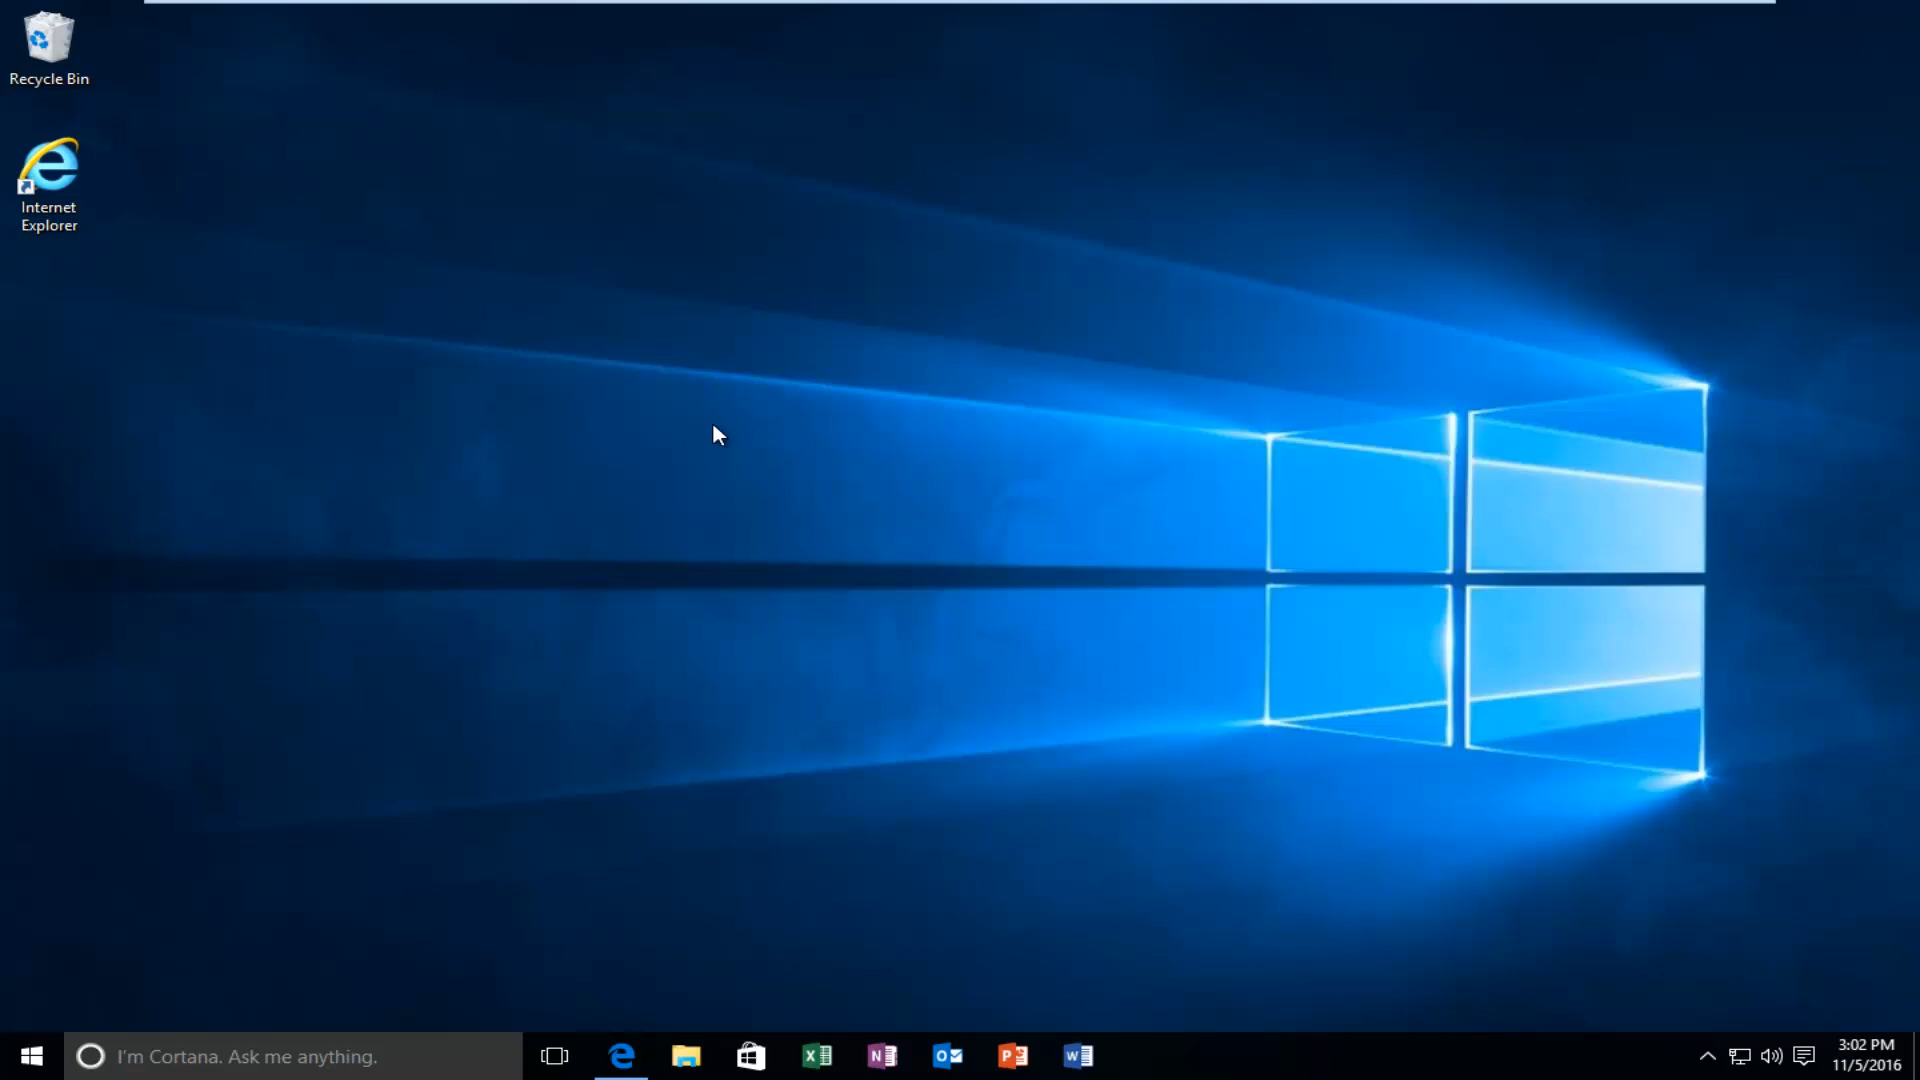 Recycle Bin
Internet
Explorer
I'm Cortana. Ask me anything.
3:02 PM
11/5/2016